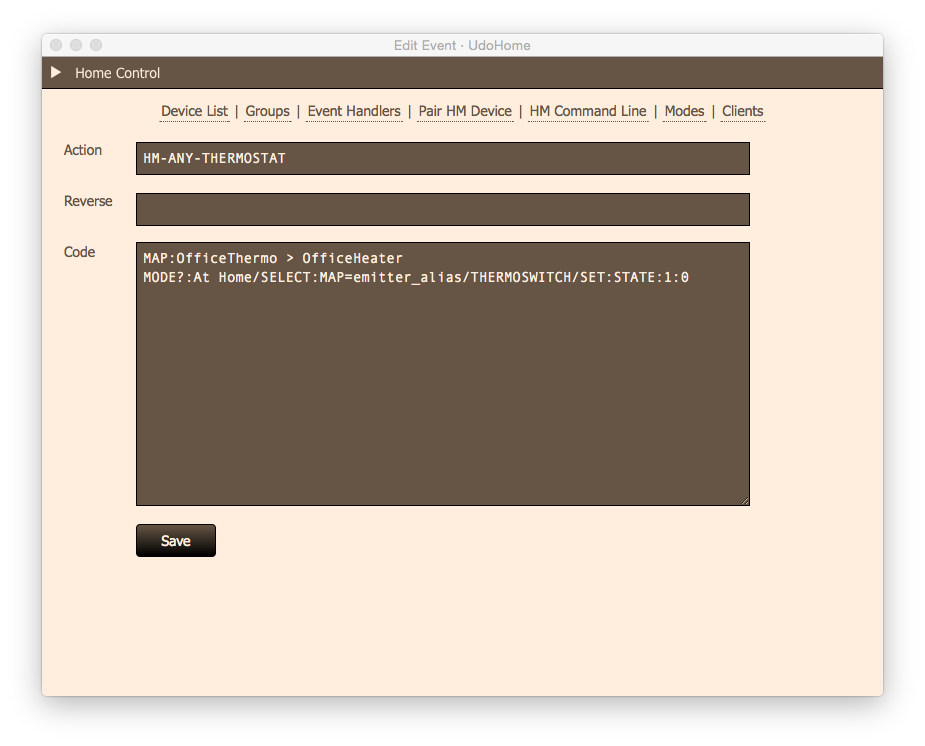 Edit Event · UdoHome
Home Control
Device List | Groups | Event Handlers | Pair HM Device | HM Command Line | Modes | Clients
Action
HM-ANY-THERMOSTAT
Reverse
Code
MAP:OfficeThermo > OfficeHeater
MODE?:At Home/SELECT:MAP=emitter_alias/THERMOSWITCH/SET:STATE:1:0
Save